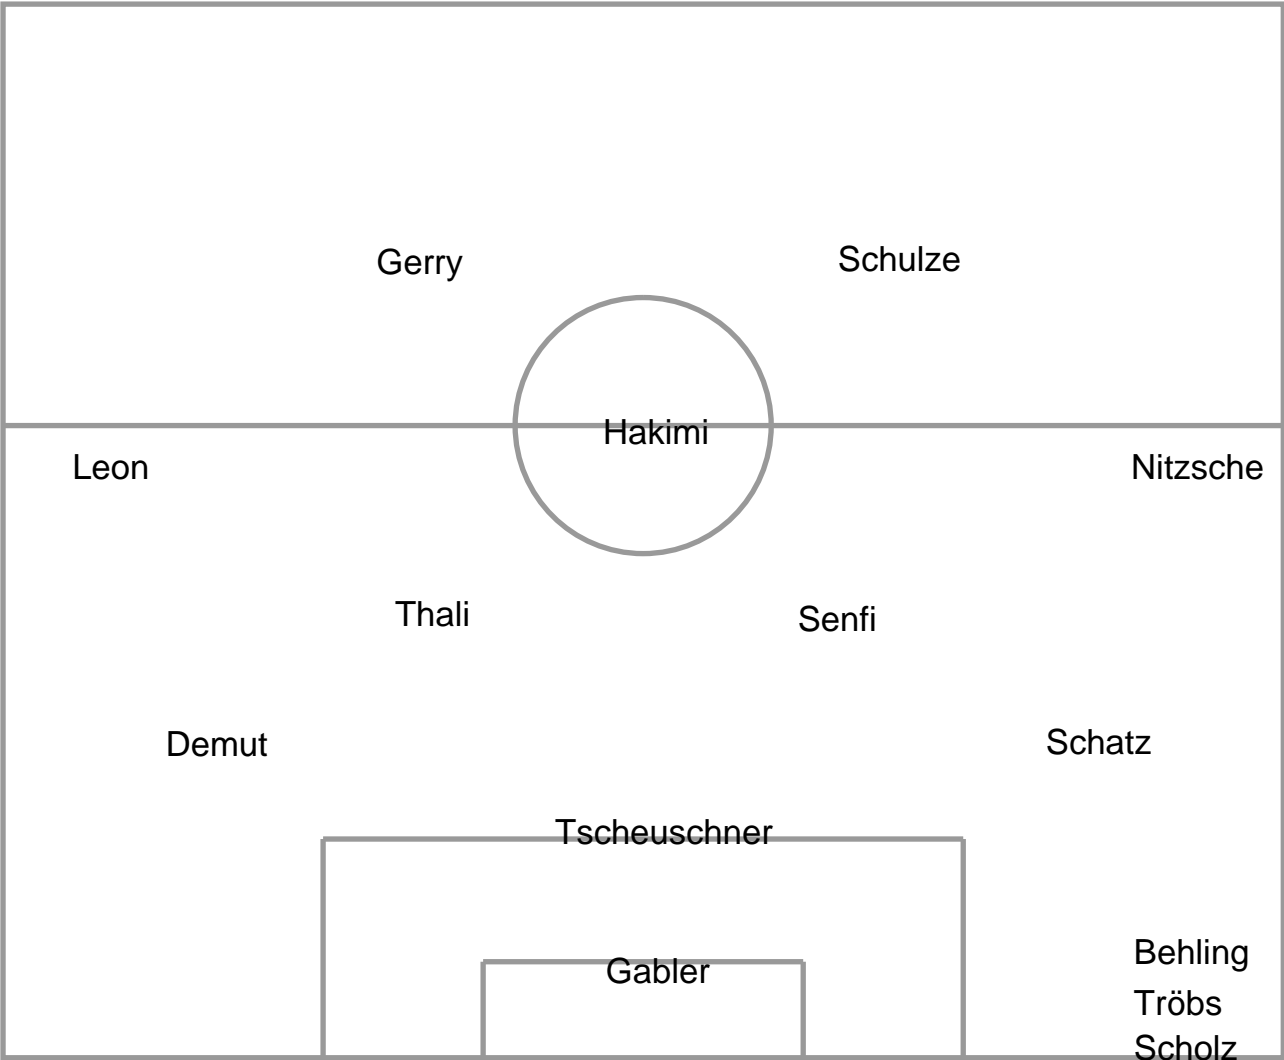 Gerry
Schulze
Hakimi
Leon
Nitzsche
Thali
Senfi
Demut
Schatz
Tscheuschner
Gabler
Behling
Tröbs
Scholz